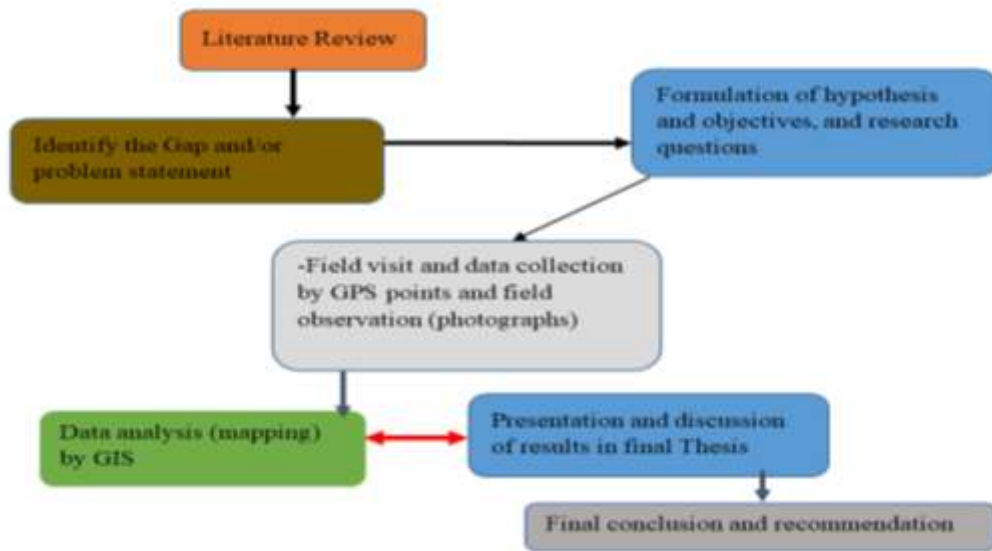 Literature Review
Identify the Gap and/or
problem statement
Formulation of hypothesis
and objectives, and research
questions
-Field visit and data collection
by GPS points and field
observation (photographs)
Data analysis (mapping)
by GIS
Presentation and discussion
of results in final Thesis
Final conclusion and recommendation